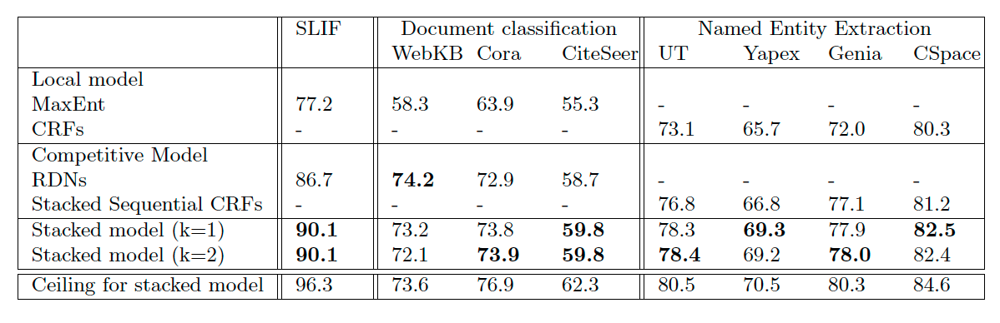 SLIF Document classification Named Entity Extraction
WebKB Cora CiteSeer UT Yapex Genia CSpace
Local model
MaxEnt 77.2 58.3 63.9 55.3 - - - -
CRFs - - - - 73.1 65.7 72.0 80.3
Competitive Model
RDNs 86.7 74.2 72.9 58.7 - - - -
Stacked Sequential CRFs - - - - 76.8 66.8 77.1 81.2
Stacked model (k=1) 90.1 73.2 73.8 59.8 78.3 69.3 77.9 82.5
Stacked model (k=2) 90.1 72.1 73.9 59.8 78.4 69.2 78.0 82.4
Ceiling for stacked model 96.3 73.6 76.9 62.3 80.5 70.5 80.3 84.6